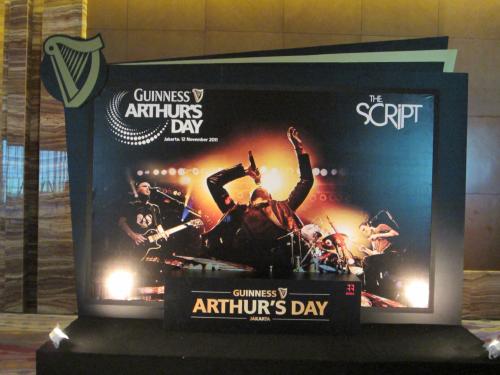 GUINNESS
ARTHUR'S
DAY
Jakarta. 12 November 2011
THE
SCRIPT
GUINNESS
ARTHUR'S DAY
JAKARTA